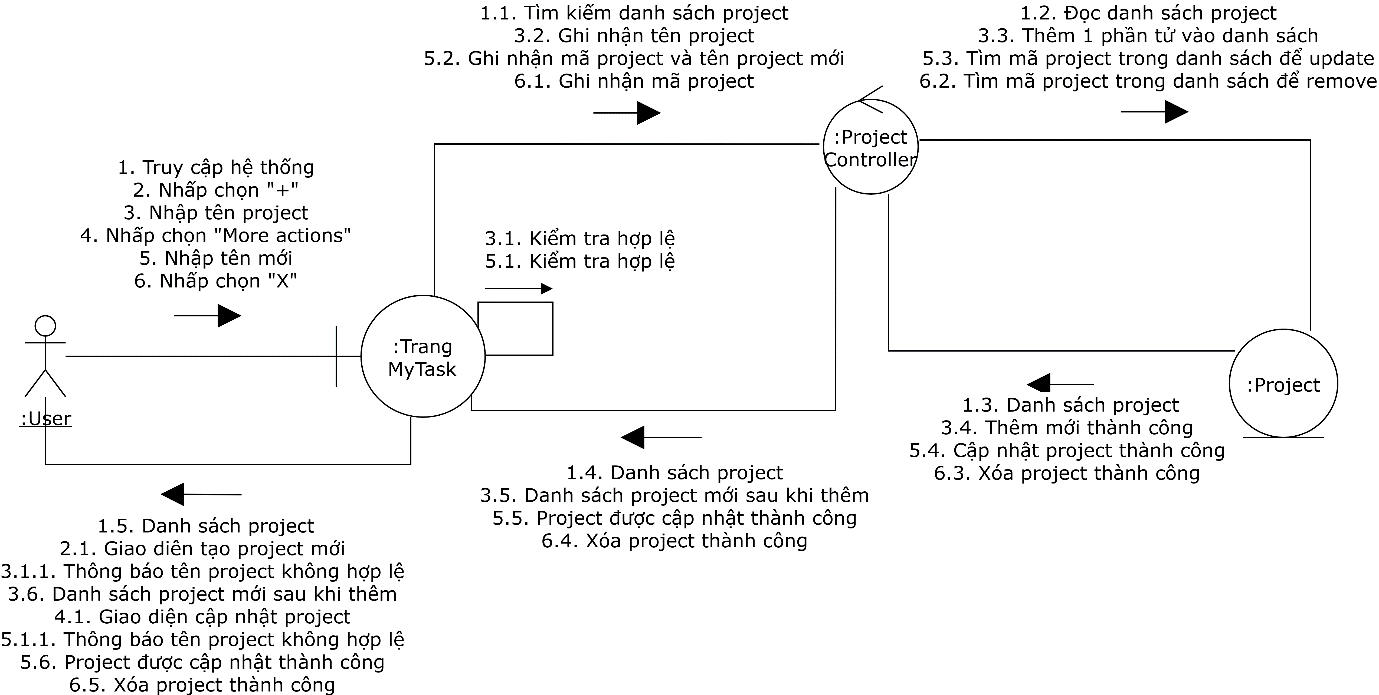 1.1. Tìm kiếm danh sách project
3.2. Ghi nhận tên project
5.2. Ghi nhận mã project và tên project mới
6.1. Ghi nhận mã project
1.2. Đọc danh sách project
3.3. Thêm 1 phần tử vào danh sách
5.3. Tìm mã project trong danh sách để update
6.2. Tìm mã project trong danh sách để remove
:Project
Controller
1. Truy cập hệ thống
2. Nhấp chọn "+"
3. Nhập tên project
4. Nhấp chọn "More actions"
5. Nhập tên mới
6. Nhấp chọn "X"
3.1. Kiểm tra hợp lệ
5.1. Kiểm tra hợp lệ
:User
:Trang
MyTask
:Project
1.3. Danh sách project
3.4. Thêm mới thành công
5.4. Cập nhật project thành công
6.3. Xóa project thành công
1.4. Danh sách project
3.5. Danh sách project mới sau khi thêm
5.5. Project được cập nhật thành công
6.4. Xóa project thành công
1.5. Danh sách project
2.1. Giao diên tạo project mới
3.1.1. Thông báo tên project không hợp lệ
3.6. Danh sách project mới sau khi thêm
4.1. Giao diện cập nhật project
5.1.1. Thông báo tên project không hợp lệ
5.6. Project được cập nhật thành công
6.5. Xóa project thành công